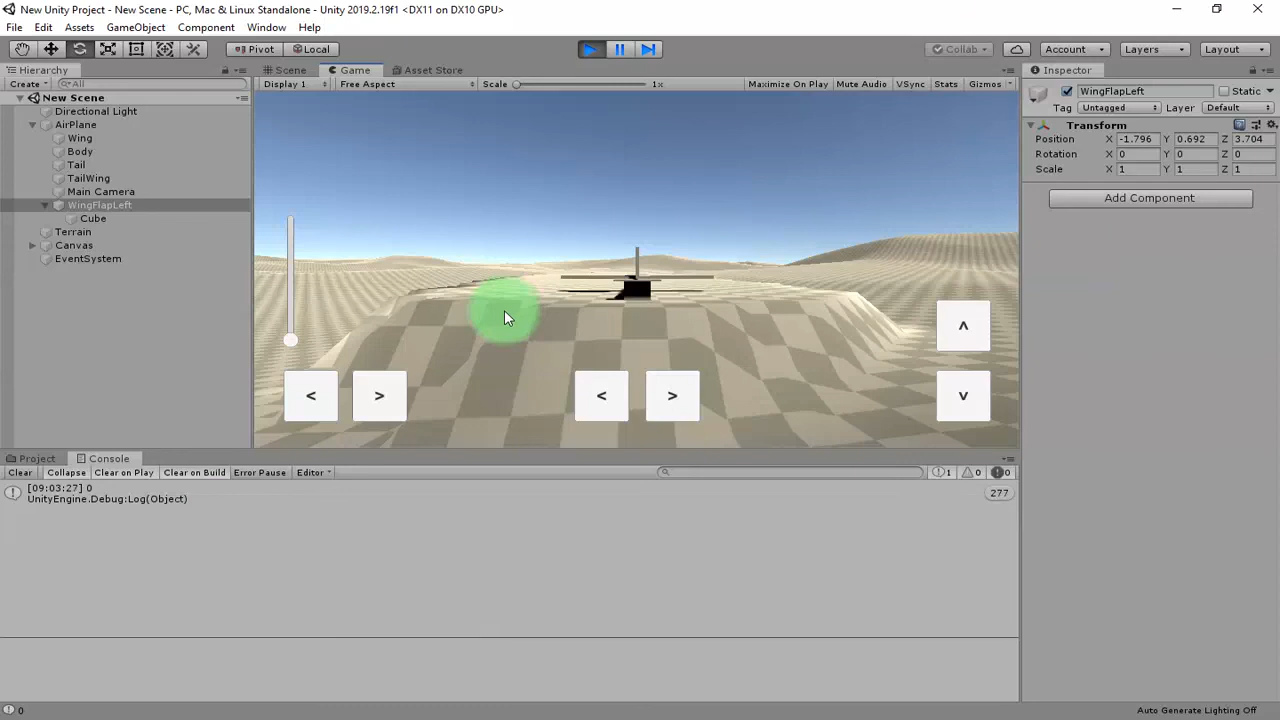 New Unity Project - New Scene - PC, Mac & Linux Standalone - Unity 2019.2.19f1 <DX11 on DX10 GPU>
File Edit Assets GameObject Component Window Help
Pivot Local Collab Account Layers Layout
Hierarchy Scene Game Asset Store Inspector
Create All Display 1 Free Aspect Scale 1x Maximize On Play Mute Audio VSync Stats Gizmos
WingFlapLeft Static
Tag Untagged Layer Default
New Scene
Directional Light
AirPlane
Wing
Body
Tail
TailWing
Main Camera
WingFlapLeft
Cube
Terrain
Canvas
EventSystem
Transform
Position X -1.796 Y 0.692 Z 3.704
Rotation X 0 Y 0 Z 0
Scale X 1 Y 1 Z 1
Add Component
< > < > ^ v
Project Console
Clear Collapse Clear on Play Clear on Build Error Pause Editor 1 0 0
[09:03:27] 0
UnityEngine.Debug:Log(Object)
277
0
Auto Generate Lighting Off